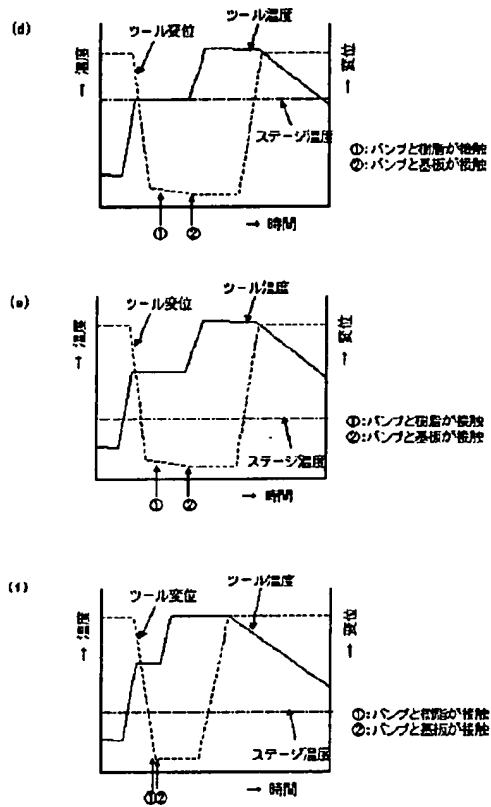 (d)
ツール変位
ツール温度
→ 温度
→ 変位
ステージ温度
①:バンプと樹脂が接触
②:バンプと基板が接触
→ 時間
① ②
(e)
ツール変位
ツール温度
→ 温度
→ 変位
①:バンプと樹脂が接触
②:バンプと基板が接触
ステージ温度
① ②
→ 時間
(f)
ツール温度
ツール変位
→ 温度
→ 変位
①:バンプと樹脂が接触
②:バンプと基板が接触
ステージ温度
①②
→ 時間